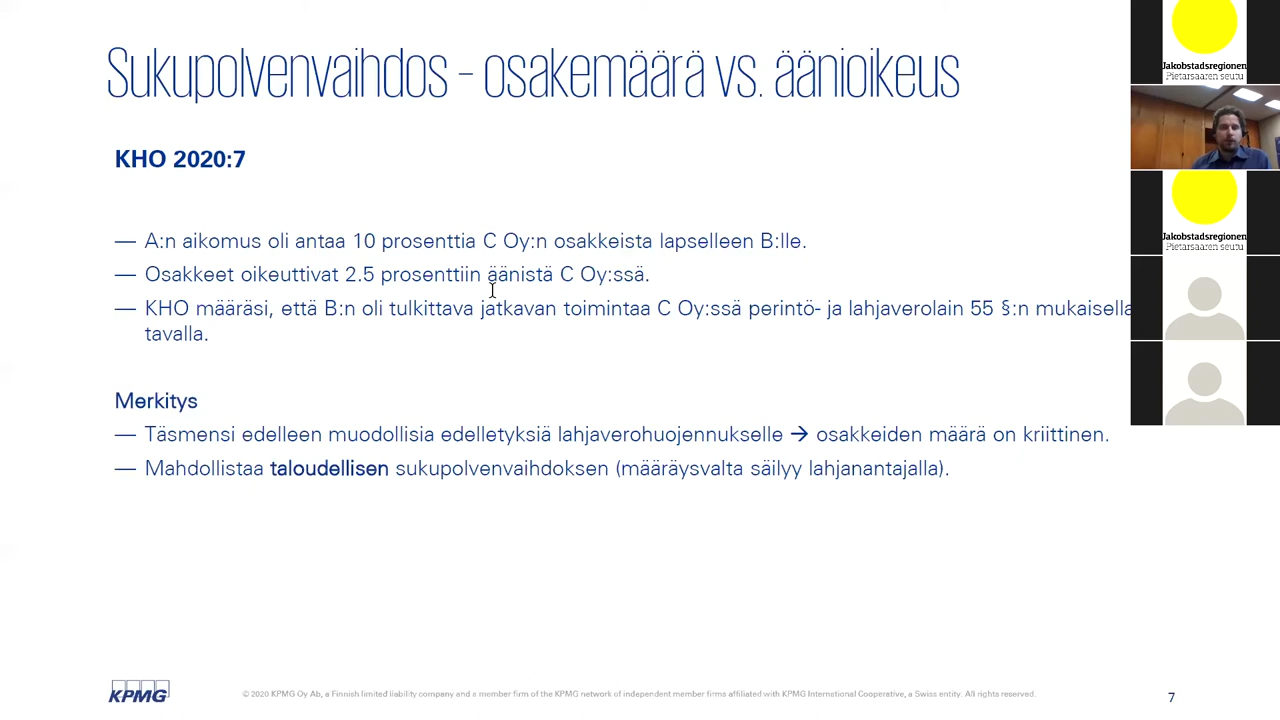 Sukupolvenvaihdos – osakemäärä vs. äänioikeus
KHO 2020:7
— A:n aikomus oli antaa 10 prosenttia C Oy:n osakkeista lapselleen B:lle.
— Osakkeet oikeuttivat 2.5 prosenttiin äänistä C Oy:ssä.
— KHO määräsi, että B:n oli tulkittava jatkavan toimintaa C Oy:ssä perintö- ja lahjaverolain 55 §:n mukaisella
tavalla.
Merkitys
— Täsmensi edelleen muodollisia edelletyksiä lahjaverohuojennukselle → osakkeiden määrä on kriittinen.
— Mahdollistaa taloudellisen sukupolvenvaihdoksen (määräysvalta säilyy lahjanantajalla).
KPMG
© 2020 KPMG Oy Ab, a Finnish limited liability company and a member firm of the KPMG network of independent member firms affiliated with KPMG International Cooperative, a Swiss entity. All rights reserved.
7
Jakobstadsregionen
Pietarsaaren seutu
Jakobstadsregionen
Pietarsaaren seutu